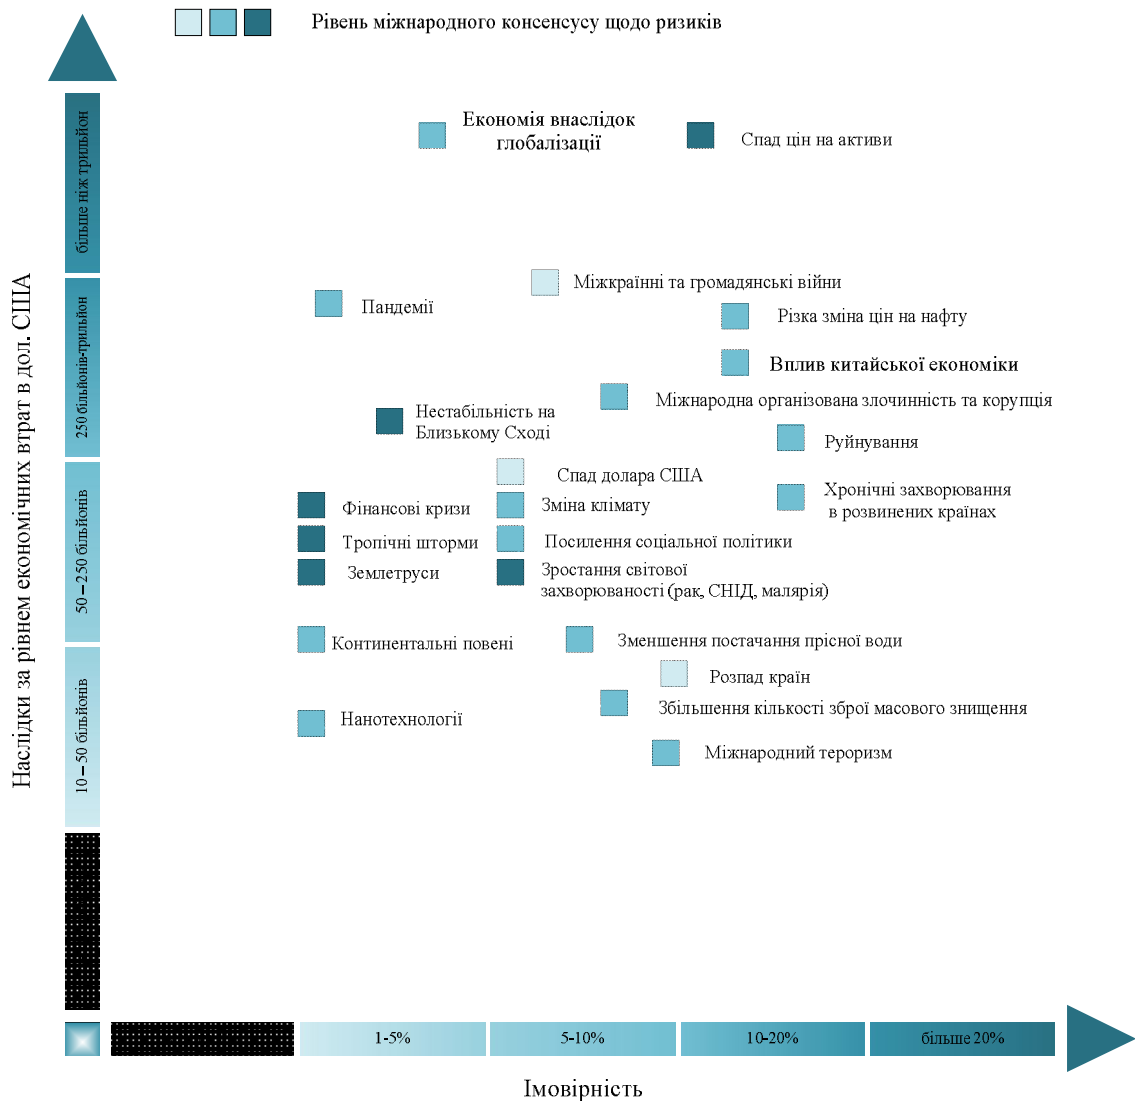 Рівень міжнародного консенсусу щодо ризиків
Економія внаслідок
глобалізації
Спад цін на активи
більше ніж трильйон
Міжкраїнні та громадянські війни
Пандемії
Різка зміна цін на нафту
Вплив китайської економіки
250 більйонів-трильйон
Міжнародна організована злочинність та корупція
Нестабільність на
Близькому Сході
Руйнування
Наслідки за рівнем економічних втрат в дол. США
Спад долара США
Хронічні захворювання
в розвинених країнах
Фінансові кризи
Зміна клімату
Тропічні шторми
Посилення соціальної політики
50 – 250 більйонів
Землетруси
Зростання світової
захворюваності (рак, СНІД, малярія)
Континентальні повені
Зменшення постачання прісної води
Розпад країн
Збільшення кількості зброї масового знищення
Нанотехнології
10 – 50 більйонів
Міжнародний тероризм
1-5%
5-10%
10-20%
більше 20%
Імовірність